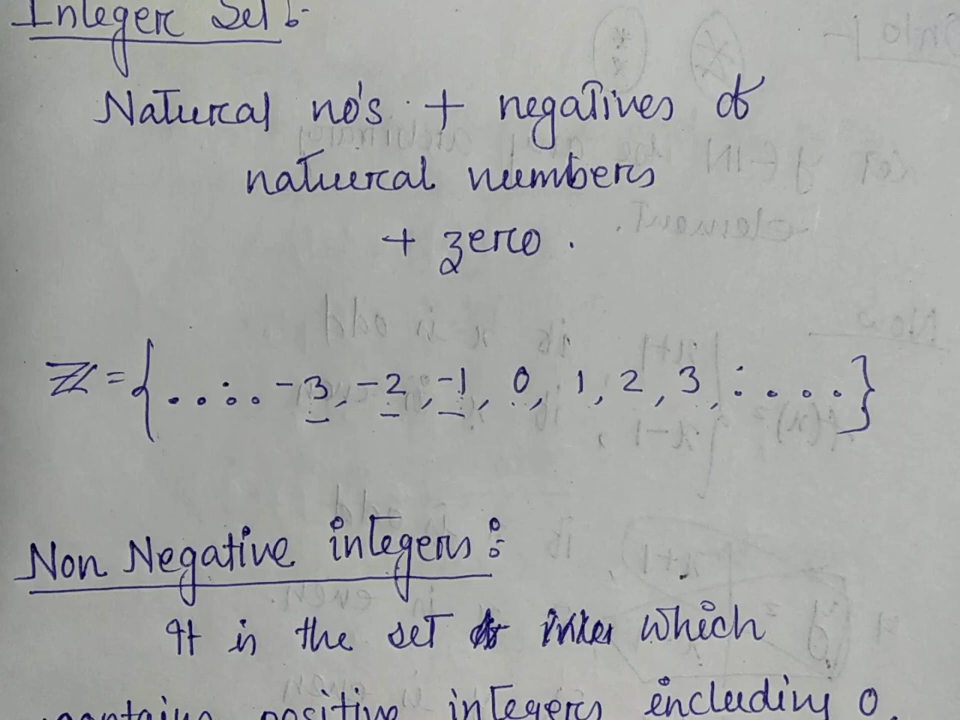 Integer Set :-
Natural no's + negatives of
natural numbers
+ zero .
ℤ = { ..... -3, -2, -1, 0, 1, 2, 3, ..... }
Non Negative integers :-
It is the set which
contains positive integers including 0.